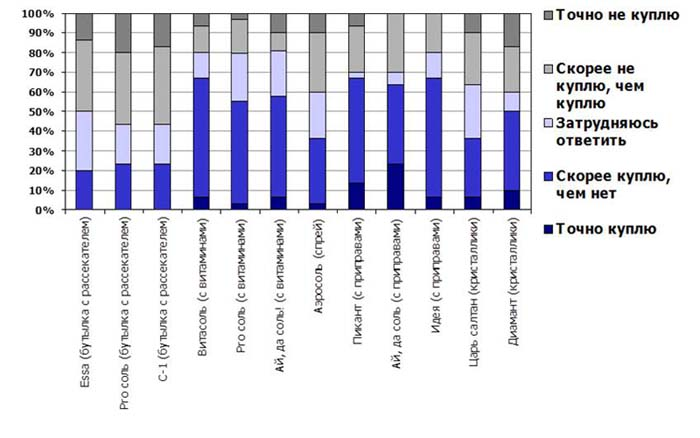 100%
90%
80%
70%
60%
50%
40%
30%
20%
10%
0%
Essa (бутылка с рассекателем)
Pro соль (бутылка с рассекателем)
С-1 (бутылка с рассекателем)
Витасоль (с витаминами)
Pro соль (с витаминами)
Ай, да соль! (с витаминами)
Аэросоль (спрей)
Пикант (с приправами)
Ай, да соль (с приправами)
Идея (с приправами)
Царь салтан (кристаллики)
Диамант (кристаллики)
Точно не куплю
Скорее не
куплю, чем
куплю
Затрудняюсь
ответить
Скорее куплю,
чем нет
Точно куплю